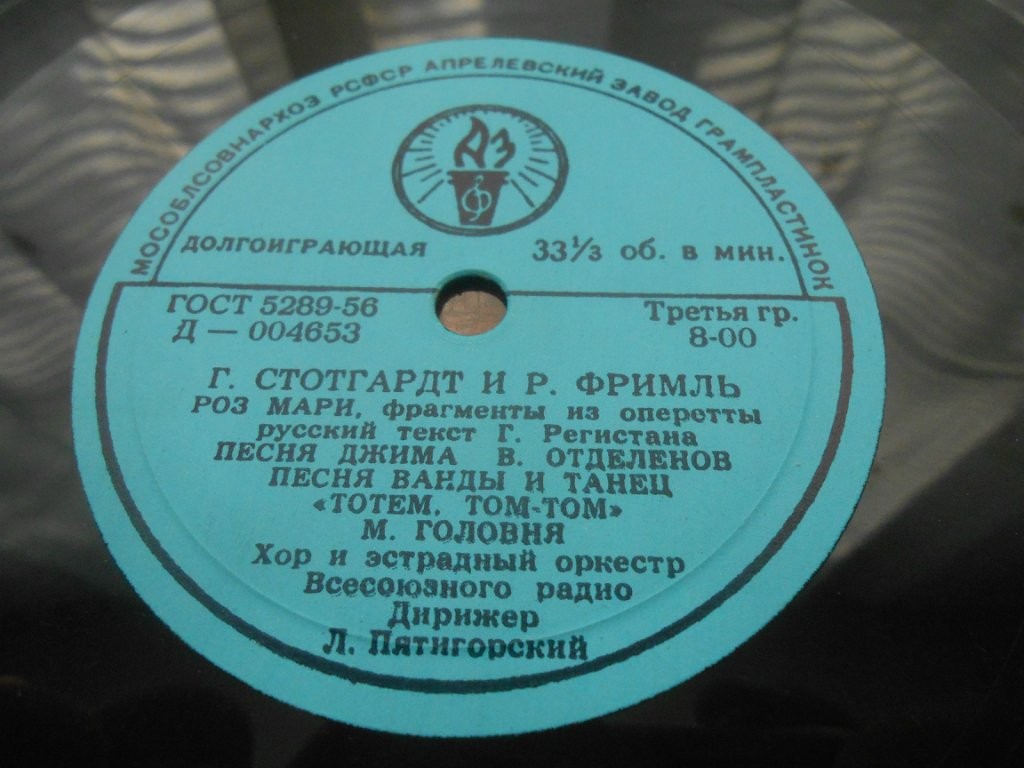 МОСОБЛСОВНАРХОЗ РСФСР АПРЕЛЕВСКИЙ ЗАВОД ГРАМПЛАСТИНОК
АЗ
ДОЛГОИГРАЮЩАЯ 33⅓ об. в мин.
ГОСТ 5289-56 Третья гр.
Д — 004653 8-00
Г. СТОТГАРДТ И Р. ФРИМЛЬ
РОЗ МАРИ, фрагменты из оперетты
русский текст Г. Регистана
ПЕСНЯ ДЖИМА В. ОТДЕЛЕНОВ
ПЕСНЯ ВАНДЫ И ТАНЕЦ
«ТОТЕМ, ТОМ-ТОМ»
М. ГОЛОВНЯ
Хор и эстрадный оркестр
Всесоюзного радио
Дирижер
Л. Пятигорский